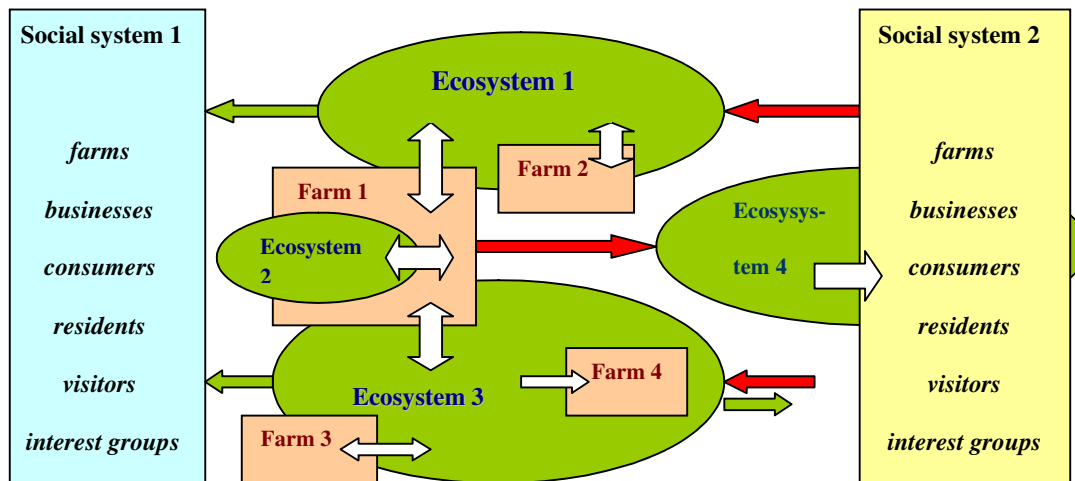 Social system 1
farms
businesses
consumers
residents
visitors
interest groups
Ecosystem 1
Farm 2
Farm 1
Ecosystem
2
Ecosysys-
tem 4
Ecosystem 3
Farm 4
Farm 3
Social system 2
farms
businesses
consumers
residents
visitors
interest groups